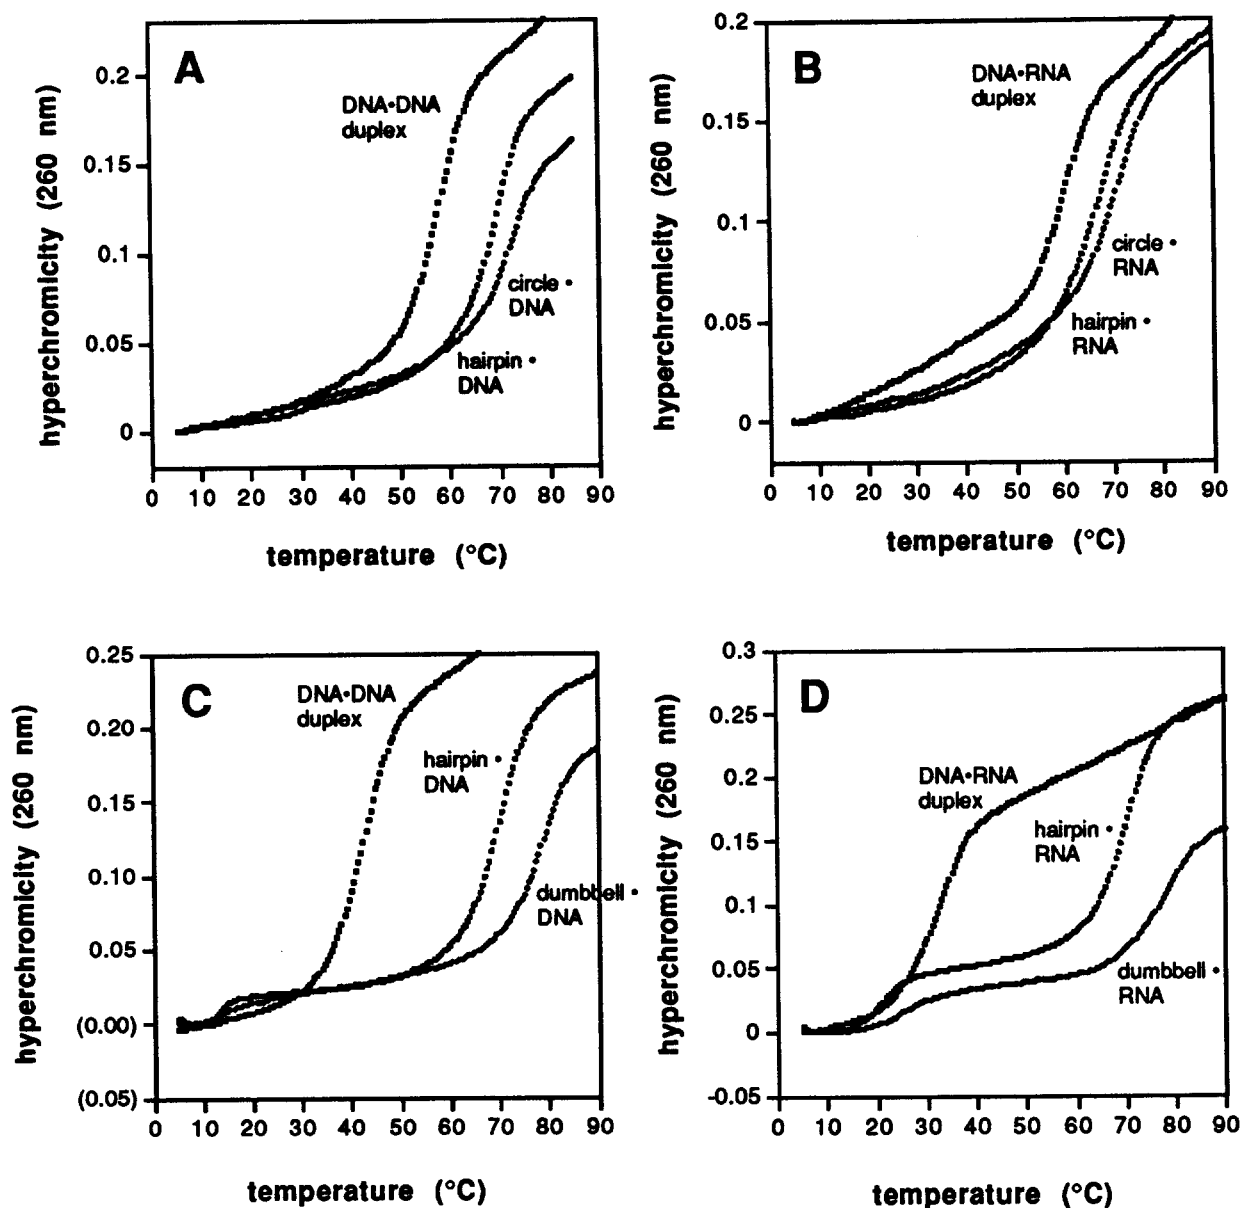 A
hyperchromicity (260 nm)
0.2
0.15
0.1
0.05
0
DNA•DNA
duplex
circle •
DNA
hairpin •
DNA
0 10 20 30 40 50 60 70 80 90
temperature (°C)
B
hyperchromicity (260 nm)
0.2
0.15
0.1
0.05
0
DNA•RNA
duplex
circle •
RNA
hairpin •
RNA
0 10 20 30 40 50 60 70 80 90
temperature (°C)
C
hyperchromicity (260 nm)
0.25
0.20
0.15
0.10
0.05
(0.00)
(0.05)
DNA•DNA
duplex
hairpin •
DNA
dumbbell •
DNA
0 10 20 30 40 50 60 70 80 90
temperature (°C)
D
hyperchromicity (260 nm)
0.3
0.25
0.2
0.15
0.1
0.05
0
-0.05
DNA•RNA
duplex
hairpin •
RNA
dumbbell •
RNA
0 10 20 30 40 50 60 70 80 90
temperature (°C)